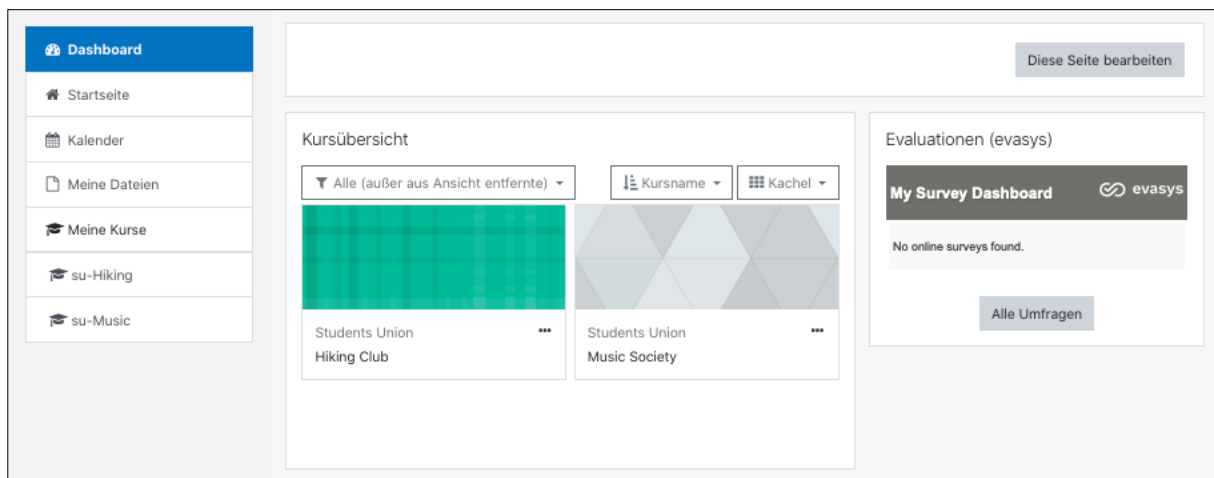 Dashboard
Startseite
Kalender
Meine Dateien
Meine Kurse
su-Hiking
su-Music
Diese Seite bearbeiten
Kursübersicht
Alle (außer aus Ansicht entfernte)
Kursname
Kachel
Students Union
Hiking Club
Students Union
Music Society
Evaluationen (evasys)
My Survey Dashboard
evasys
No online surveys found.
Alle Umfragen